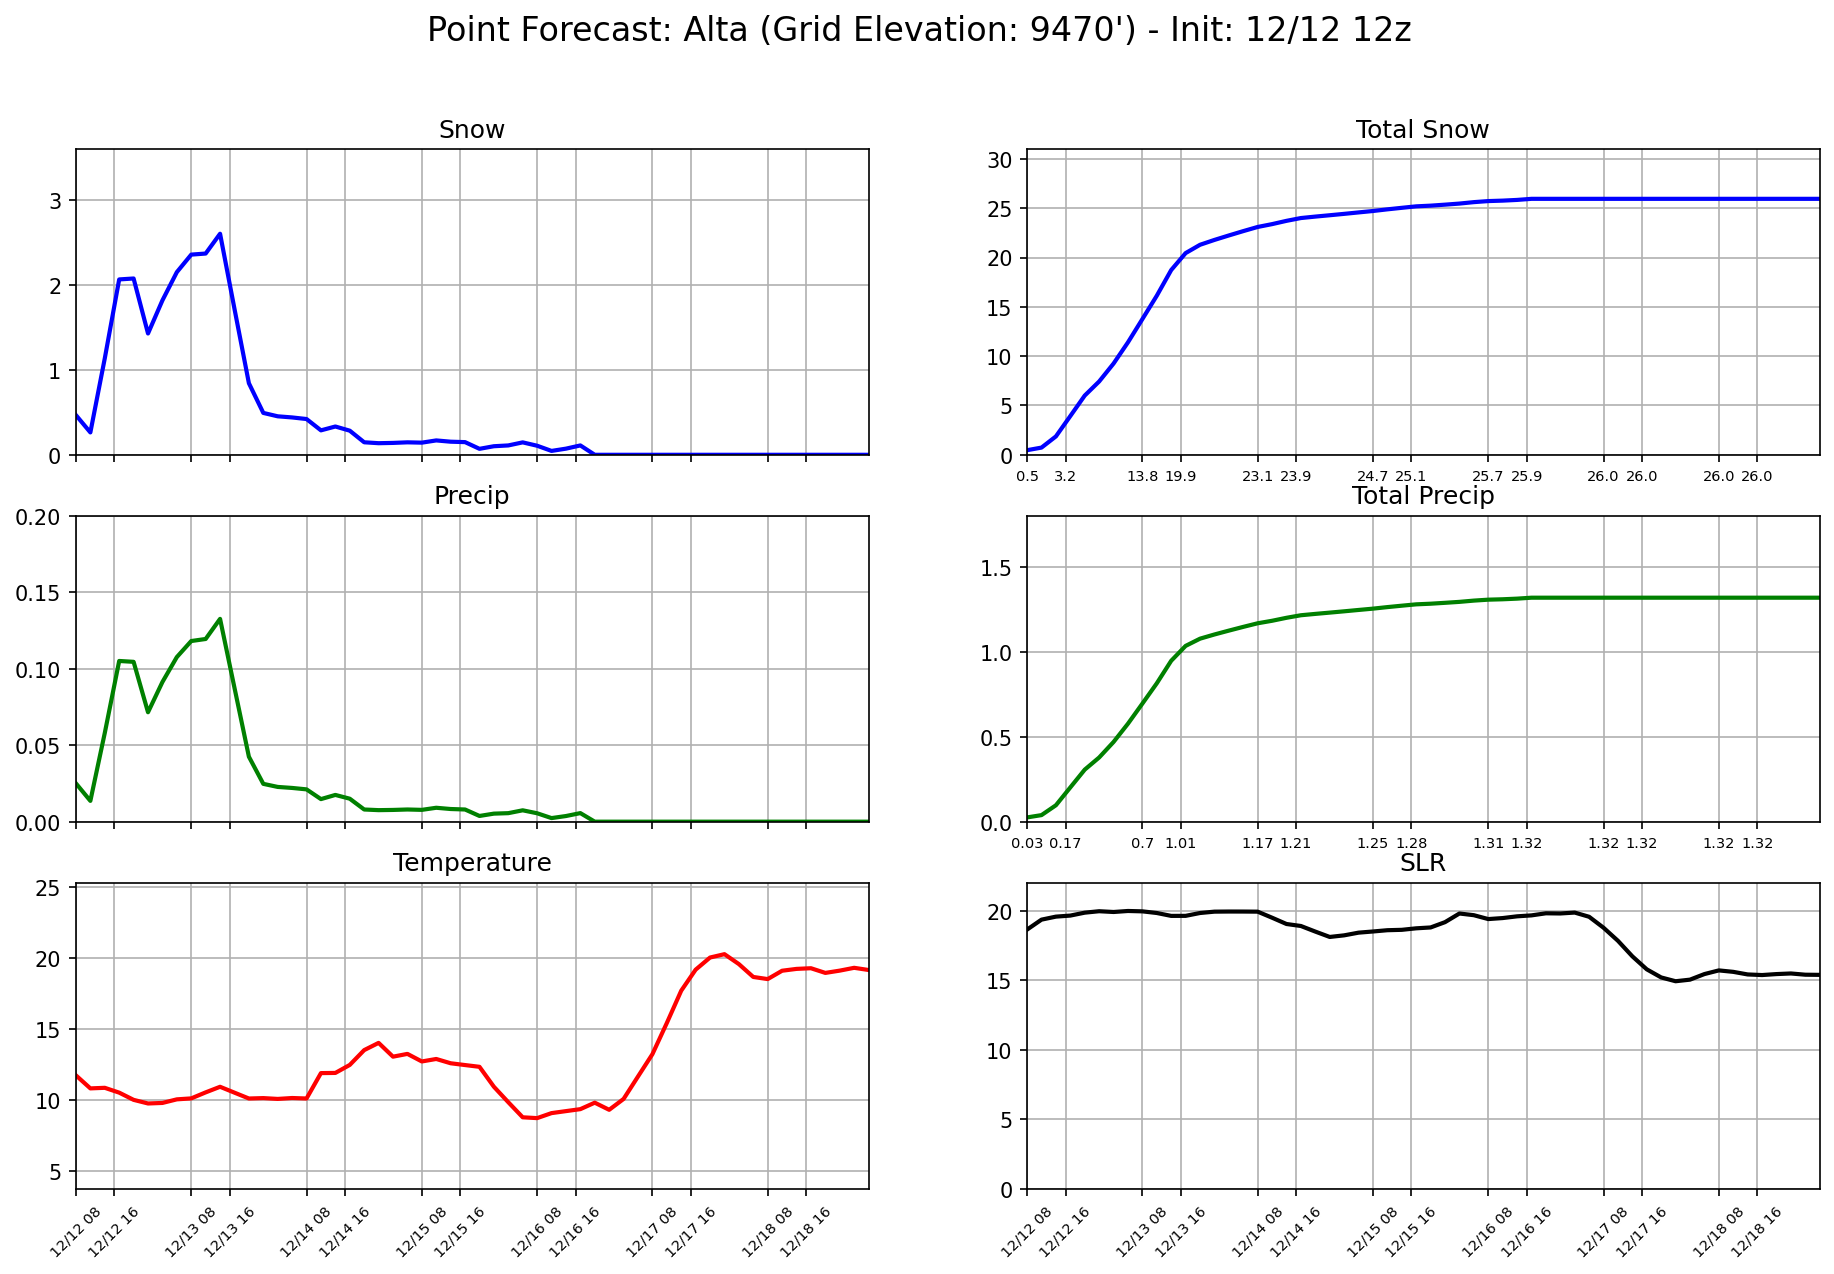 Point Forecast: Alta (Grid Elevation: 9470') - Init: 12/12 12z
Snow
3
2
1
0
Total Snow
30
25
20
15
10
5
0
0.5 3.2 13.8 19.9 23.1 23.9 24.7 25.1 25.7 25.9 26.0 26.0 26.0 26.0
Precip
0.20
0.15
0.10
0.05
0.00
Total Precip
1.5
1.0
0.5
0.0
0.03 0.17 0.7 1.01 1.17 1.21 1.25 1.28 1.31 1.32 1.32 1.32 1.32 1.32
Temperature
25
20
15
10
5
12/12 08 12/12 16 12/13 08 12/13 16 12/14 08 12/14 16 12/15 08 12/15 16 12/16 08 12/16 16 12/17 08 12/17 16 12/18 08 12/18 16
SLR
20
15
10
5
0
12/12 08 12/12 16 12/13 08 12/13 16 12/14 08 12/14 16 12/15 08 12/15 16 12/16 08 12/16 16 12/17 08 12/17 16 12/18 08 12/18 16